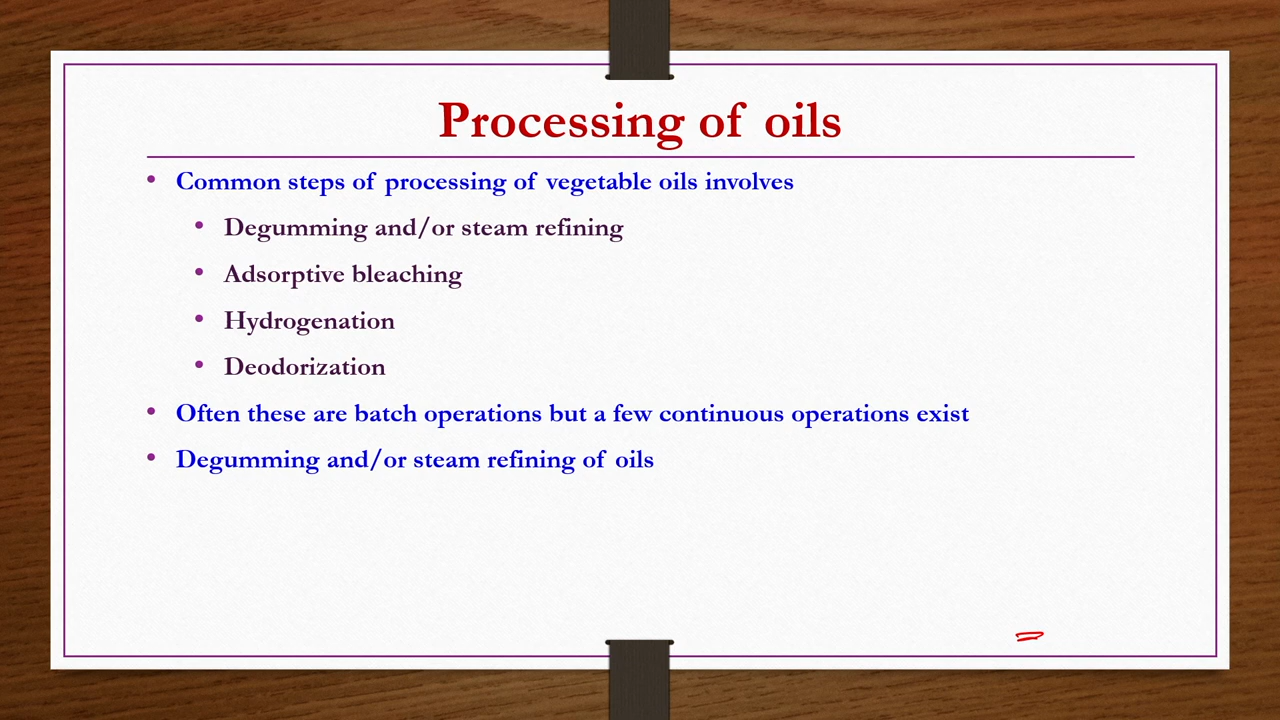 Processing of oils
• Common steps of processing of vegetable oils involves
• Degumming and/or steam refining
• Adsorptive bleaching
• Hydrogenation
• Deodorization
• Often these are batch operations but a few continuous operations exist
• Degumming and/or steam refining of oils